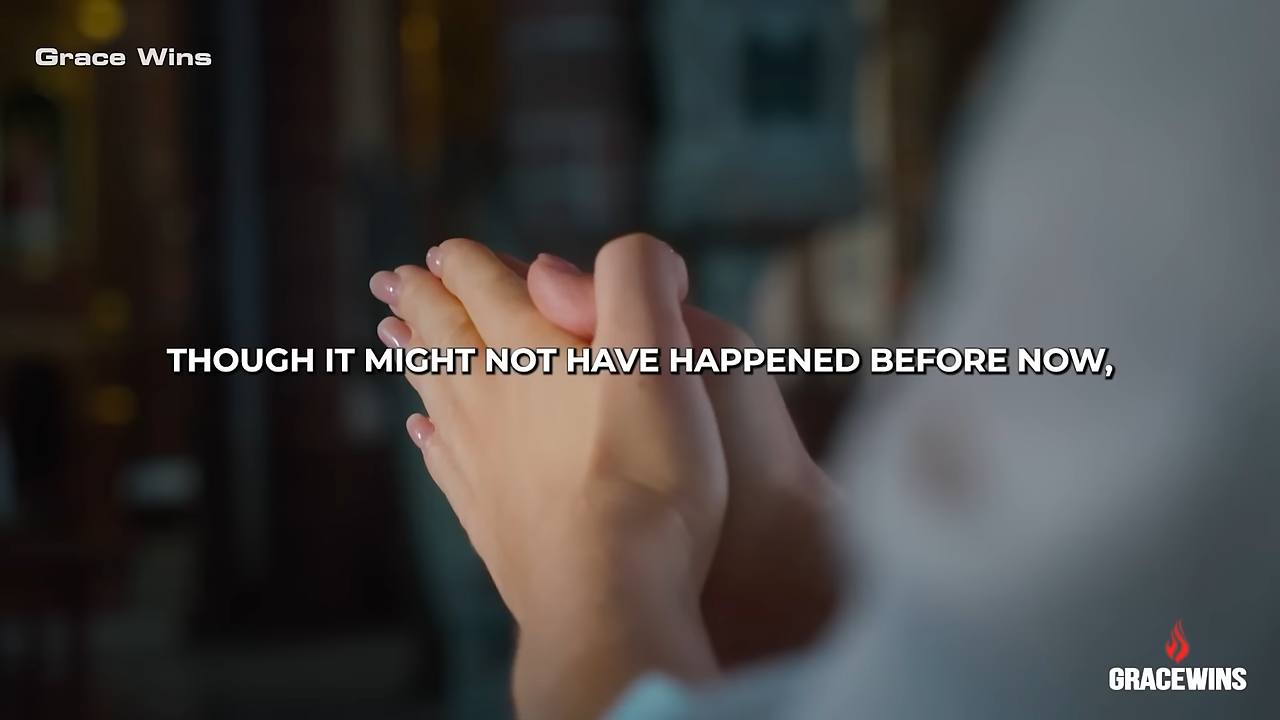 Grace Wins
THOUGH IT MIGHT NOT HAVE HAPPENED BEFORE NOW,
GRACEWINS